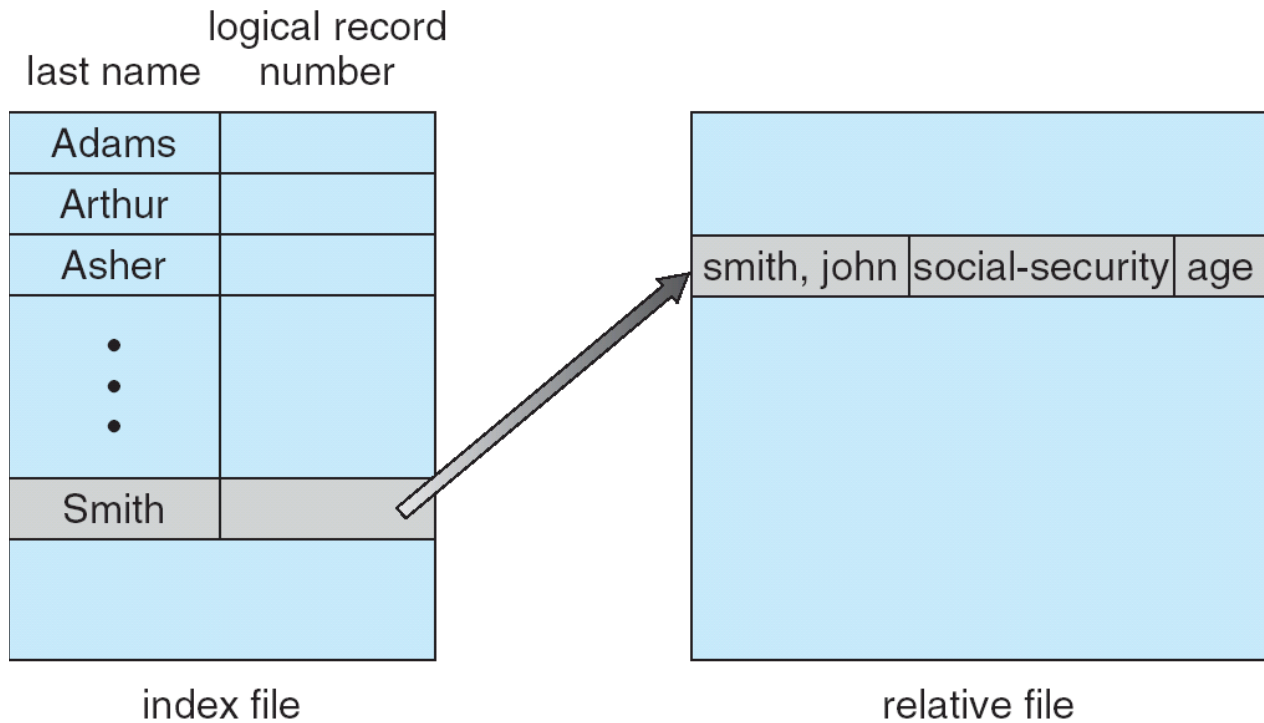 logical record
last name number
Adams
Arthur
Asher
Smith
smith, john social-security age
index file relative file